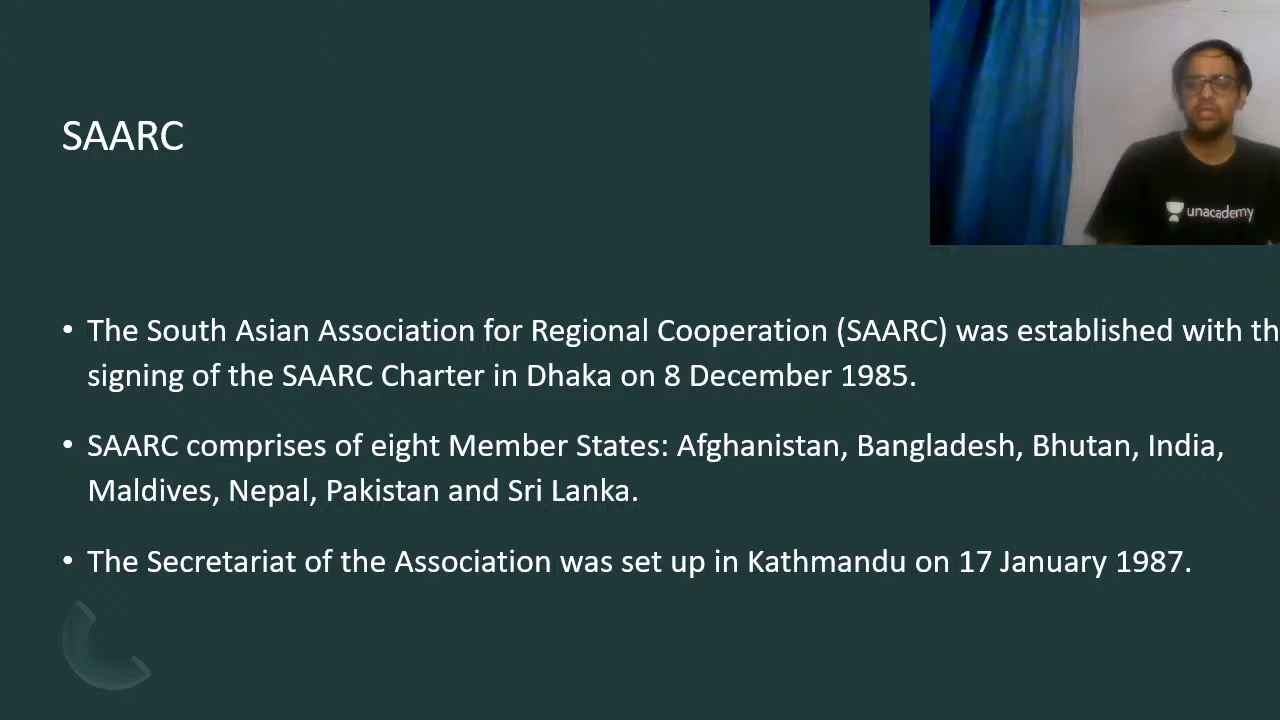 SAARC
unacademy
• The South Asian Association for Regional Cooperation (SAARC) was established with th
signing of the SAARC Charter in Dhaka on 8 December 1985.
• SAARC comprises of eight Member States: Afghanistan, Bangladesh, Bhutan, India,
Maldives, Nepal, Pakistan and Sri Lanka.
• The Secretariat of the Association was set up in Kathmandu on 17 January 1987.